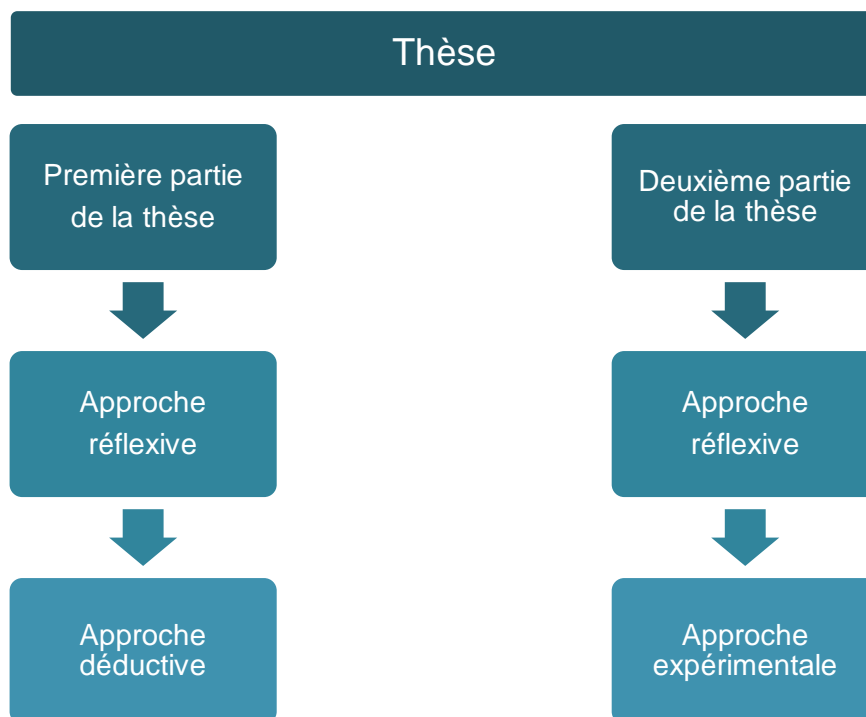 Thèse
Première partie
de la thèse
Deuxième partie
de la thèse
Approche
réflexive
Approche
réflexive
Approche
déductive
Approche
expérimentale